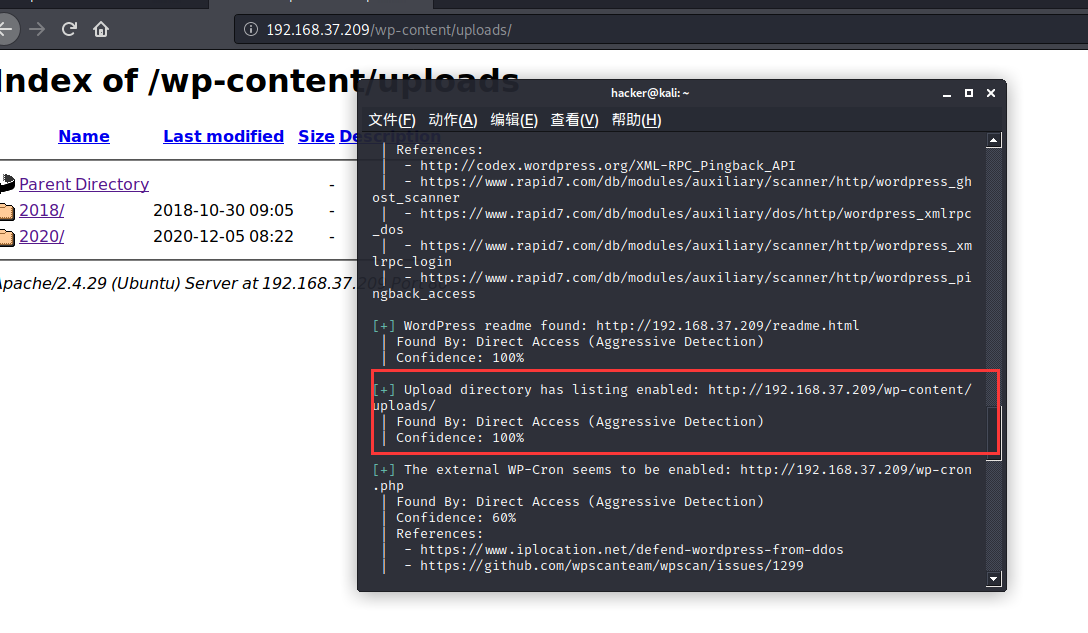 192.168.37.209/wp-content/uploads/
Index of /wp-content/uploads
Name Last modified Size Description
Parent Directory -
2018/ 2018-10-30 09:05 -
2020/ 2020-12-05 08:22 -
Apache/2.4.29 (Ubuntu) Server at 192.168.37.209
hacker@kali: ~
文件(F) 动作(A) 编辑(E) 查看(V) 帮助(H)
| References:
|  - http://codex.wordpress.org/XML-RPC_Pingback_API
|  - https://www.rapid7.com/db/modules/auxiliary/scanner/http/wordpress_gh
ost_scanner
|  - https://www.rapid7.com/db/modules/auxiliary/dos/http/wordpress_xmlrpc
_dos
|  - https://www.rapid7.com/db/modules/auxiliary/scanner/http/wordpress_xm
lrpc_login
|  - https://www.rapid7.com/db/modules/auxiliary/scanner/http/wordpress_pi
ngback_access
[+] WordPress readme found: http://192.168.37.209/readme.html
| Found By: Direct Access (Aggressive Detection)
| Confidence: 100%
[+] Upload directory has listing enabled: http://192.168.37.209/wp-content/
uploads/
| Found By: Direct Access (Aggressive Detection)
| Confidence: 100%
[+] The external WP-Cron seems to be enabled: http://192.168.37.209/wp-cron
.php
| Found By: Direct Access (Aggressive Detection)
| Confidence: 60%
| References:
|  - https://www.iplocation.net/defend-wordpress-from-ddos
|  - https://github.com/wpscanteam/wpscan/issues/1299